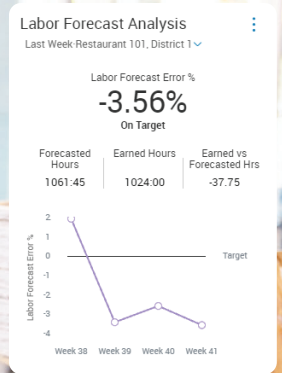 Labor Forecast Analysis
Last Week-Restaurant 101, District 1
Labor Forecast Error %
-3.56%
On Target
Forecasted Hours
Earned Hours
Earned vs Forecasted Hrs
1061:45
1024:00
-37.75
Labor Forecast Error %
2
1
0
-1
-2
-3
-4
Target
Week 38 Week 39 Week 40 Week 41